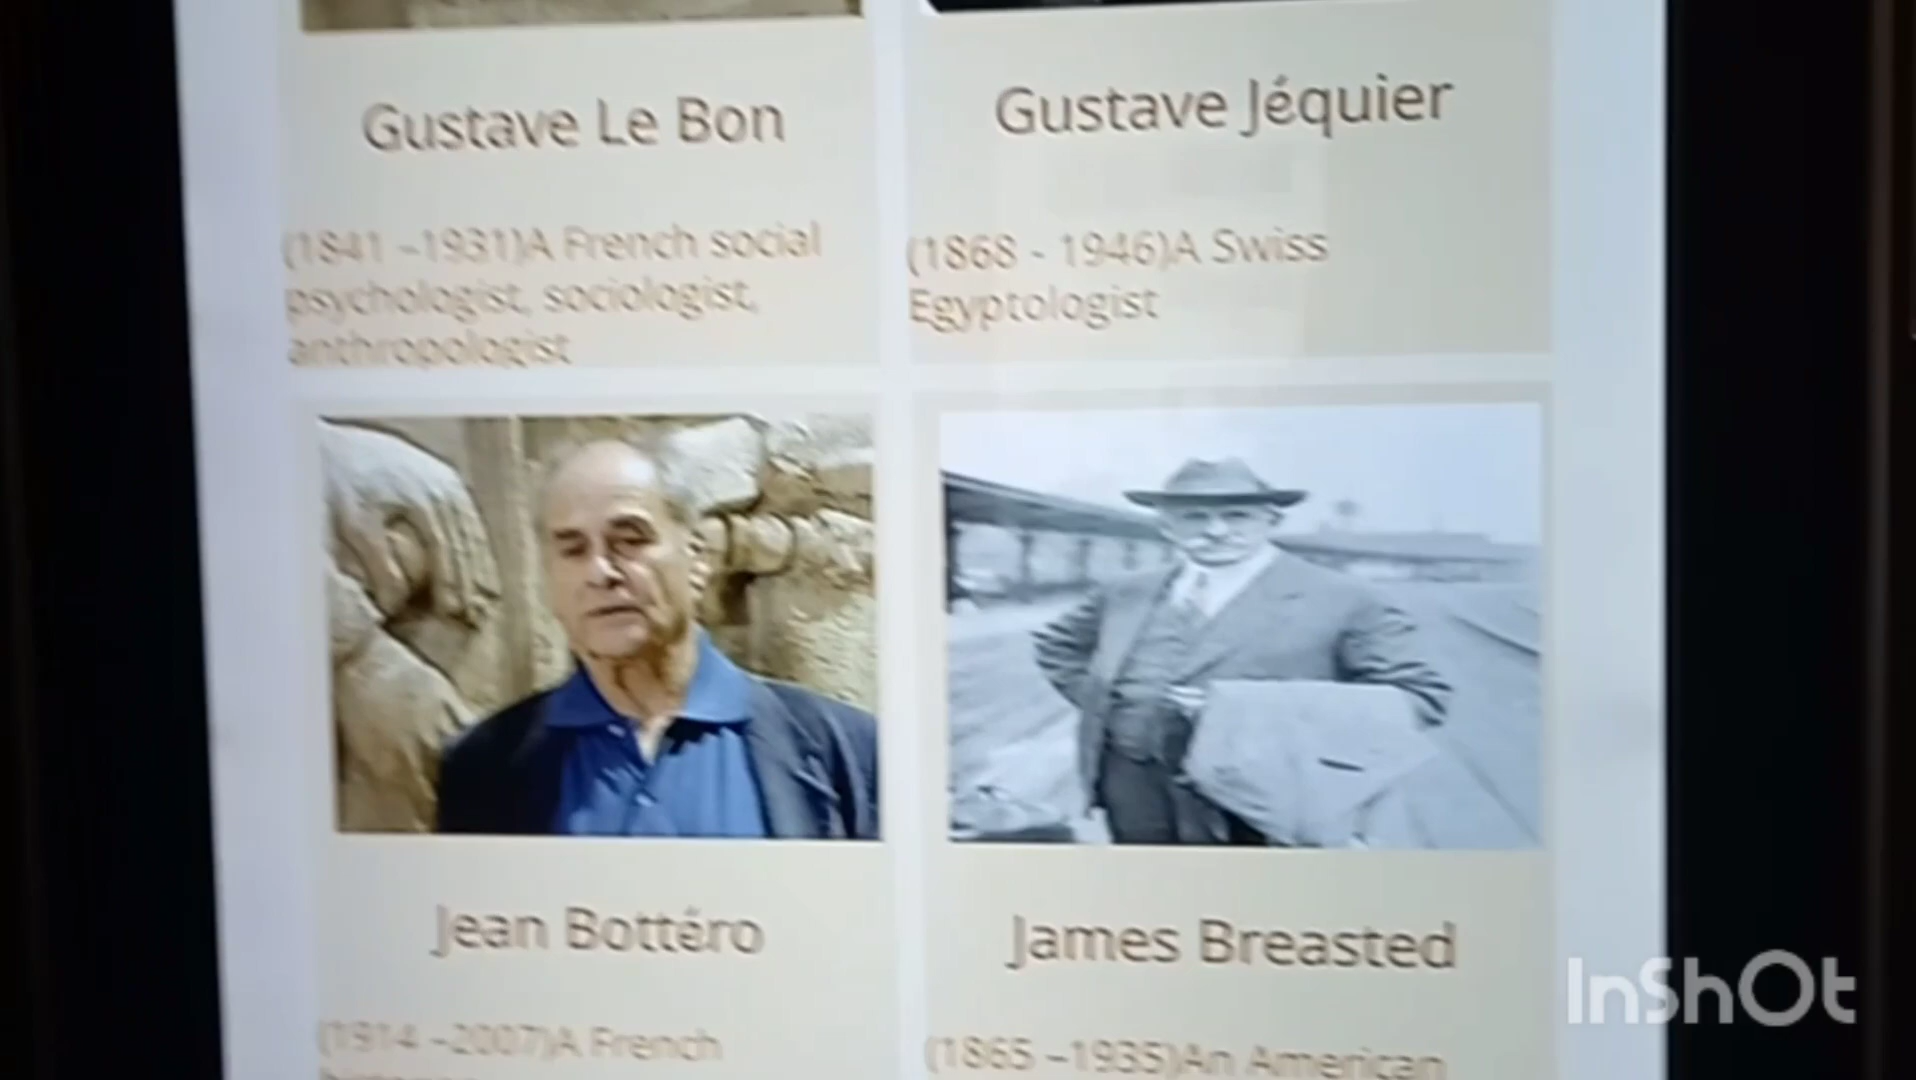 Gustave Le Bon
(1841 –1931)A French social
psychologist, sociologist,
anthropologist
Gustave Jéquier
(1868 - 1946)A Swiss
Egyptologist
Jean Bottéro
(1914 –2007)A French
James Breasted
(1865 –1935)An American
InShOt